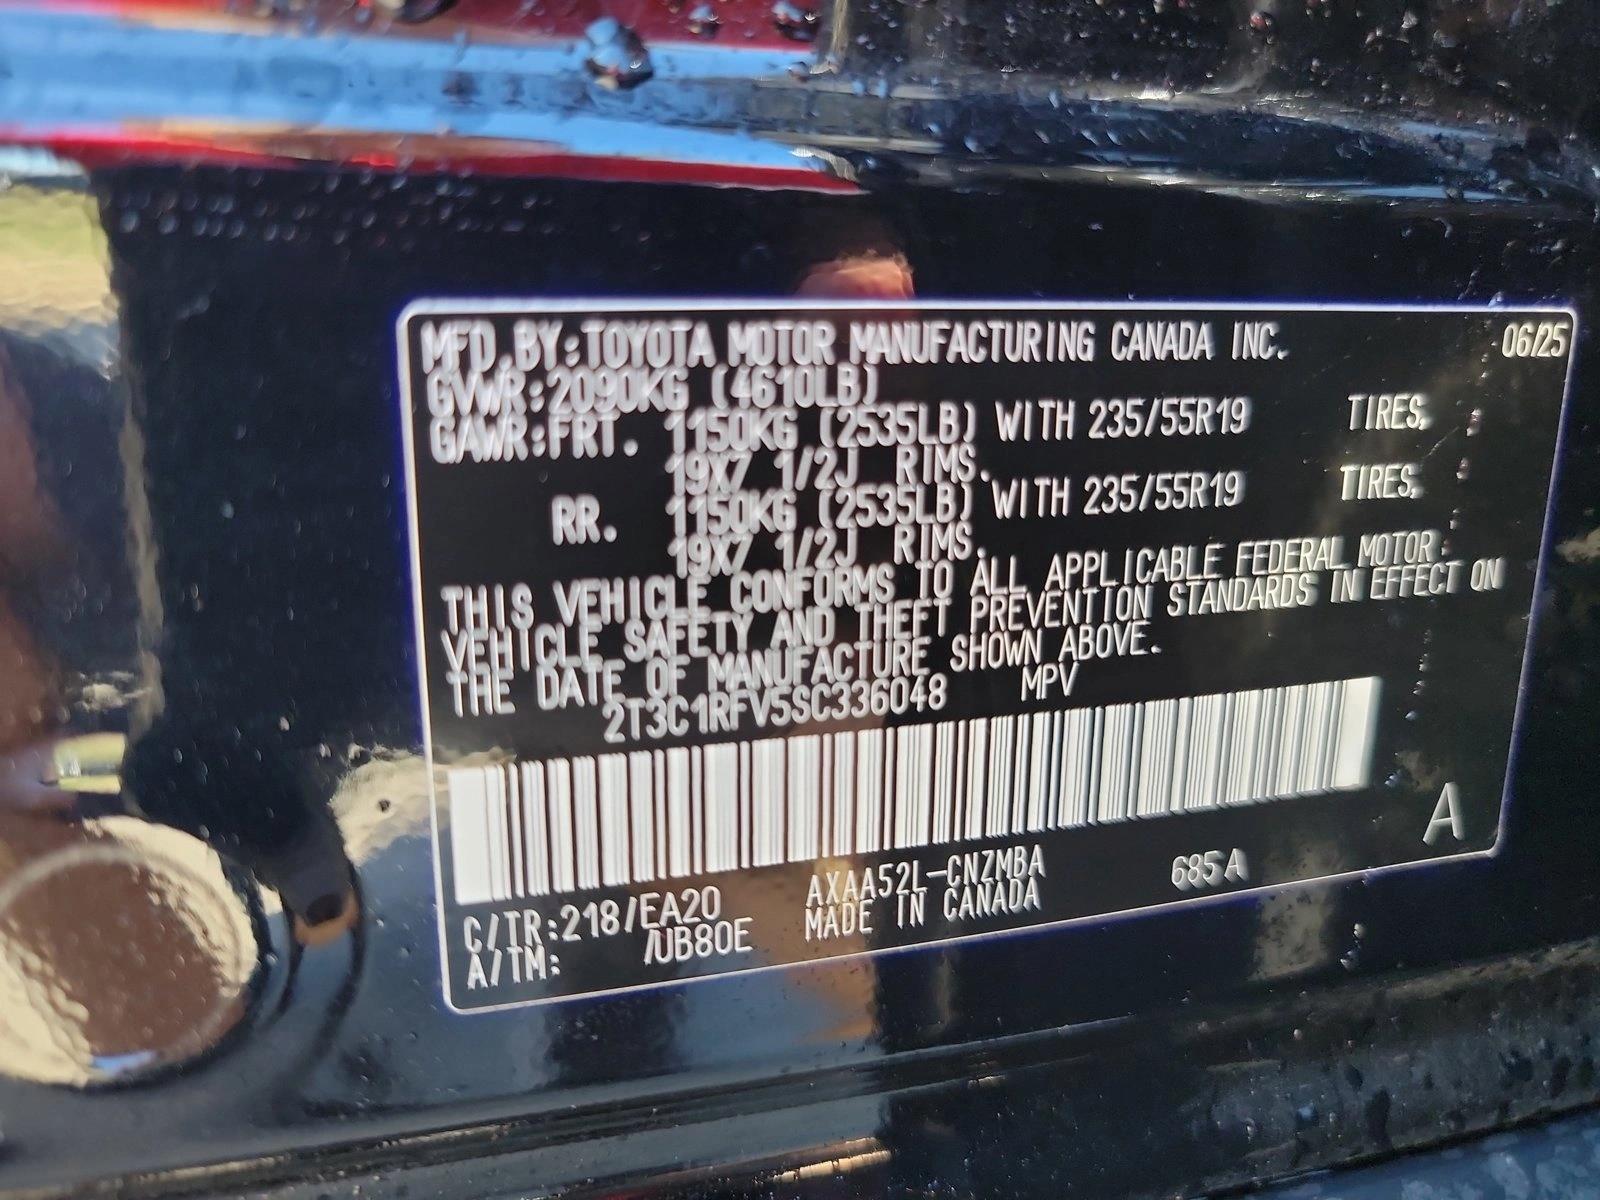 MFD.BY:TOYOTA MOTOR MANUFACTURING CANADA INC. 06/25
GVWR:2090KG (4610LB)
GAWR:FRT. 1150KG (2535LB) WITH 235/55R19 TIRES,
19X7 1/2J RIMS.
RR. 1150KG (2535LB) WITH 235/55R19 TIRES,
19X7 1/2J RIMS.
THIS VEHICLE CONFORMS TO ALL APPLICABLE FEDERAL MOTOR
VEHICLE SAFETY AND THEFT PREVENTION STANDARDS IN EFFECT ON
THE DATE OF MANUFACTURE SHOWN ABOVE.
2T3C1RFV5SC336048 MPV
A
C/TR:218/EA20 AXAA52L-CNZMBA 685A
A/TM: /UB80E MADE IN CANADA